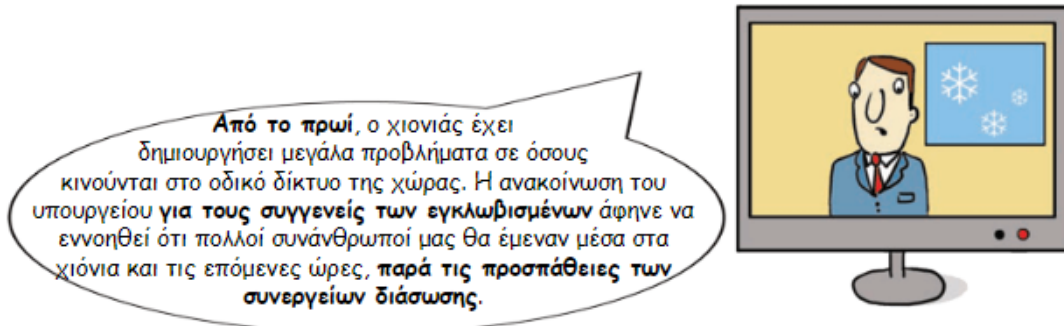 Από το πρωί, ο χιονιάς έχει
δημιουργήσει μεγάλα προβλήματα σε όσους
κινούνται στο οδικό δίκτυο της χώρας. Η ανακοίνωση του
υπουργείου για τους συγγενείς των εγκλωβισμένων άφηνε να
εννοηθεί ότι πολλοί συνάνθρωποί μας θα έμεναν μέσα στα
χιόνια και τις επόμενες ώρες, παρά τις προσπάθειες των
συνεργείων διάσωσης.